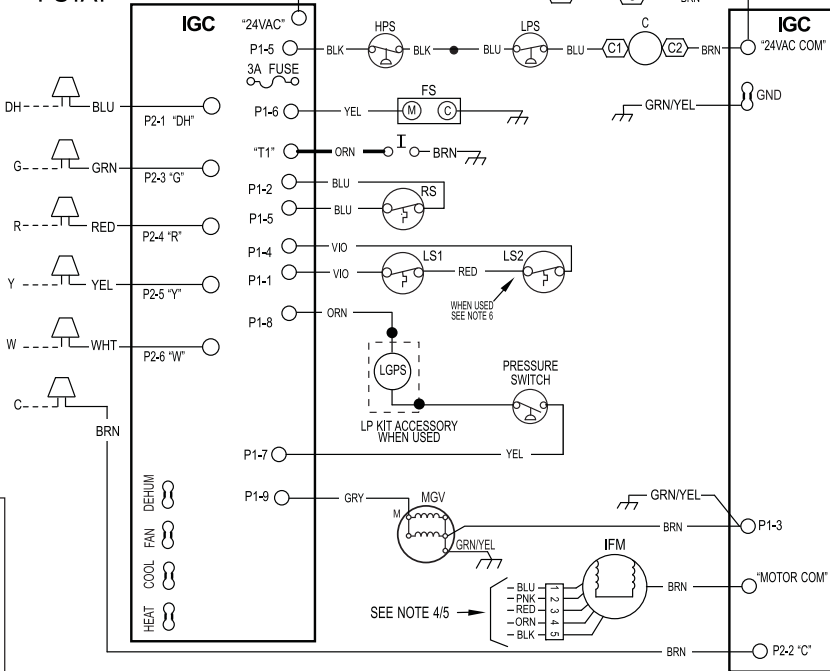 IGC
"24VAC"
P1-5
BLK
HPS
BLK
BLU
LPS
BLU
C1
C
C2
BRN
BRN
IGC
"24VAC COM"
3A FUSE
P1-6
YEL
FS
M
C
GRN/YEL
GND
DH
BLU
P2-1 "DH"
"T1"
ORN
BRN
G
GRN
P2-3 "G"
P1-2
BLU
RS
P1-5
BLU
R
RED
P2-4 "R"
P1-4
VIO
LS1
LS2
P1-1
VIO
RED
Y
YEL
P2-5 "Y"
WHEN USED
SEE NOTE 6
P1-8
ORN
W
WHT
P2-6 "W"
LGPS
PRESSURE
SWITCH
LP KIT ACCESSORY
WHEN USED
C
BRN
P1-7
YEL
P1-9
GRY
MGV
M
GRN/YEL
GRN/YEL
BRN
P1-3
DEHUM
FAN
COOL
HEAT
IFM
BRN
"MOTOR COM"
SEE NOTE 4/5
BLU 1
PNK 2
RED 3
ORN 4
BLK 5
BRN
P2-2 "C"